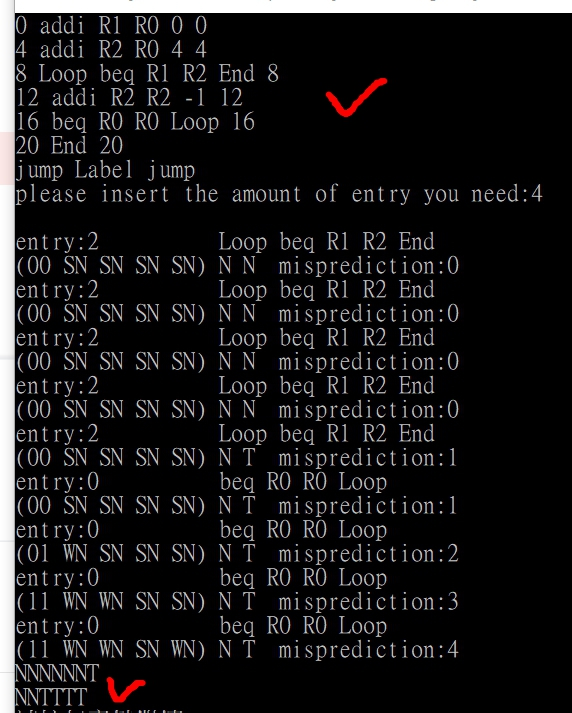 0 addi R1 R0 0 0
4 addi R2 R0 4 4
8 Loop beq R1 R2 End 8
12 addi R2 R2 -1 12
16 beq R0 R0 Loop 16
20 End 20
jump Label jump
please insert the amount of entry you need:4
entry:2 Loop beq R1 R2 End
(00 SN SN SN SN) N N misprediction:0
entry:2 Loop beq R1 R2 End
(00 SN SN SN SN) N N misprediction:0
entry:2 Loop beq R1 R2 End
(00 SN SN SN SN) N N misprediction:0
entry:2 Loop beq R1 R2 End
(00 SN SN SN SN) N N misprediction:0
entry:2 Loop beq R1 R2 End
(00 SN SN SN SN) N T misprediction:1
entry:0 beq R0 R0 Loop
(00 SN SN SN SN) N T misprediction:1
entry:0 beq R0 R0 Loop
(01 WN SN SN SN) N T misprediction:2
entry:0 beq R0 R0 Loop
(11 WN WN SN SN) N T misprediction:3
entry:0 beq R0 R0 Loop
(11 WN WN SN WN) N T misprediction:4
NNNNNNT
NNTTTT